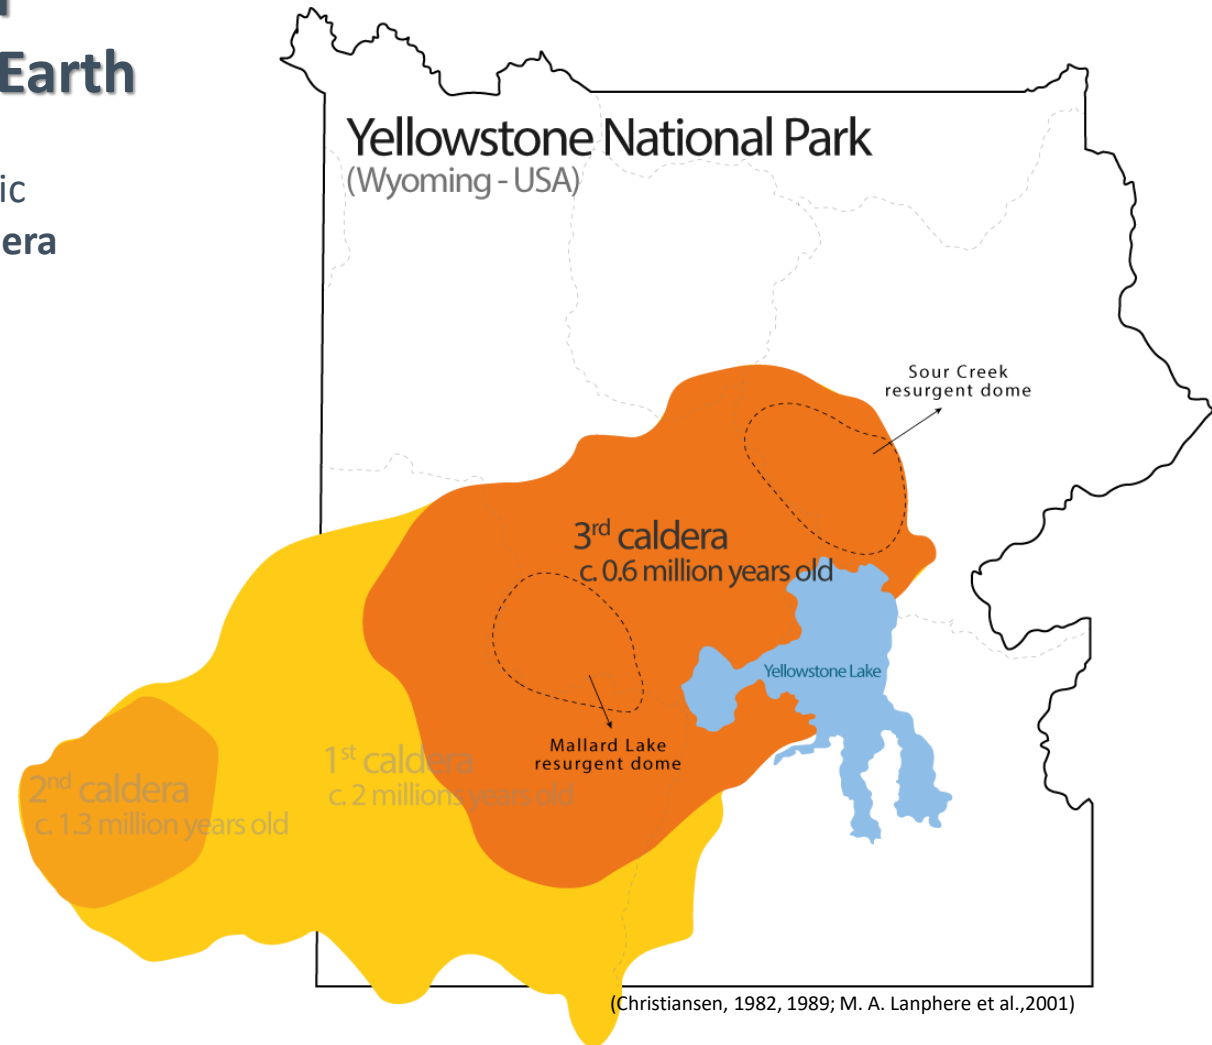 Earth
ic
era
Yellowstone National Park
(Wyoming - USA)
Sour Creek
resurgent dome
3rd caldera
c. 0.6 million years old
Yellowstone Lake
Mallard Lake
resurgent dome
1st caldera
c. 2 millions years old
2nd caldera
c. 1.3 million years old
(Christiansen, 1982, 1989; M. A. Lanphere et al.,2001)